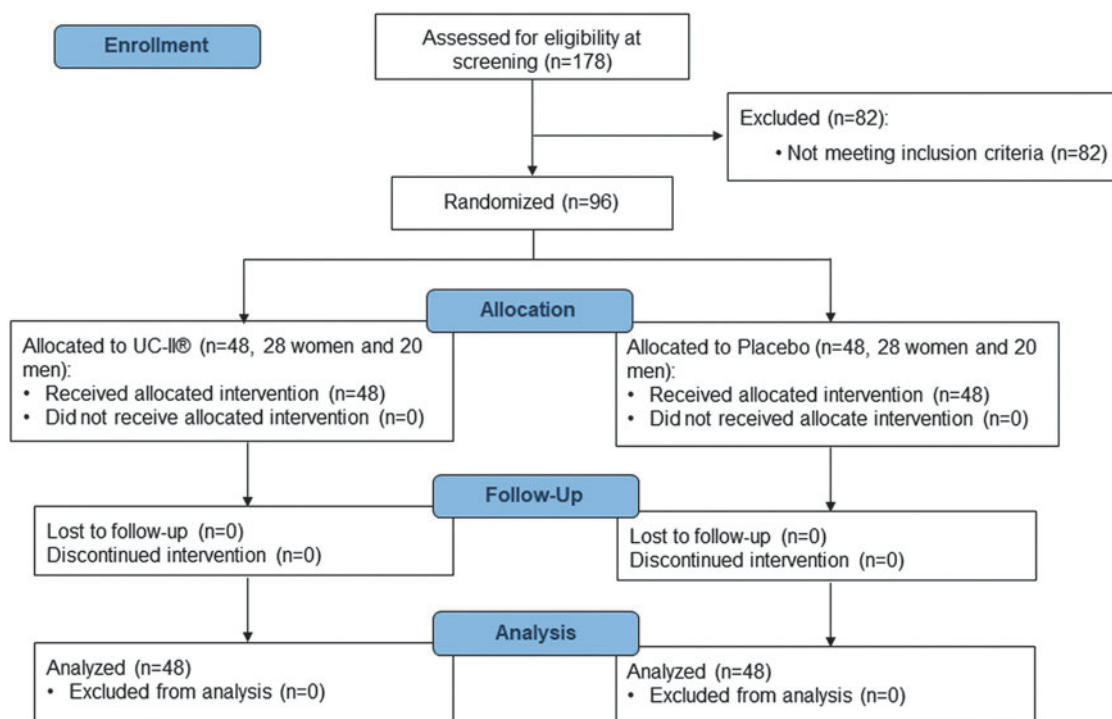 Enrollment
Assessed for eligibility at
screening (n=178)
Excluded (n=82):
• Not meeting inclusion criteria (n=82)
Randomized (n=96)
Allocation
Allocated to UC-II® (n=48, 28 women and 20
men):
• Received allocated intervention (n=48)
• Did not receive allocated intervention (n=0)
Allocated to Placebo (n=48, 28 women and 20
men):
• Received allocated intervention (n=48)
• Did not received allocate intervention (n=0)
Follow-Up
Lost to follow-up (n=0)
Discontinued intervention (n=0)
Lost to follow-up (n=0)
Discontinued intervention (n=0)
Analysis
Analyzed (n=48)
• Excluded from analysis (n=0)
Analyzed (n=48)
• Excluded from analysis (n=0)